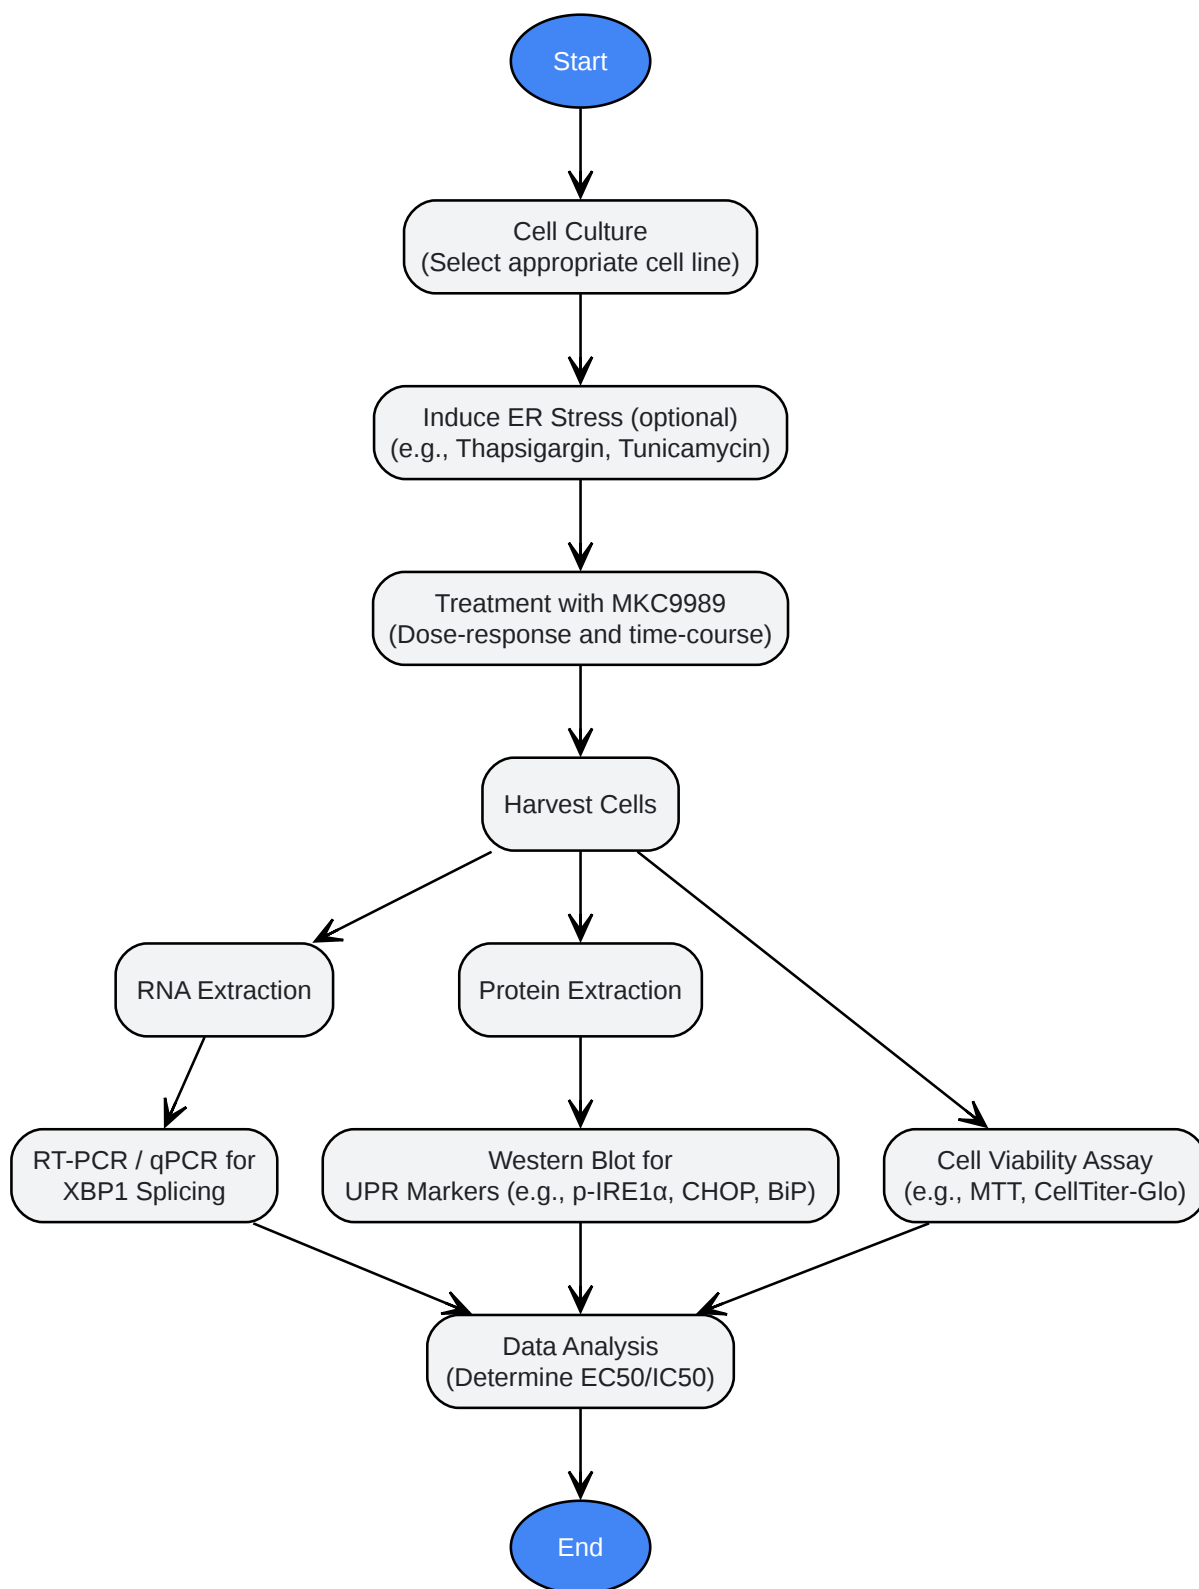 Start
Cell Culture
(Select appropriate cell line)
Induce ER Stress (optional)
(e.g., Thapsigargin, Tunicamycin)
Treatment with MKC9989
(Dose-response and time-course)
Harvest Cells
RNA Extraction
Protein Extraction
RT-PCR / qPCR for
XBP1 Splicing
Western Blot for
UPR Markers (e.g., p-IRE1α, CHOP, BiP)
Cell Viability Assay
(e.g., MTT, CellTiter-Glo)
Data Analysis
(Determine EC50/IC50)
End